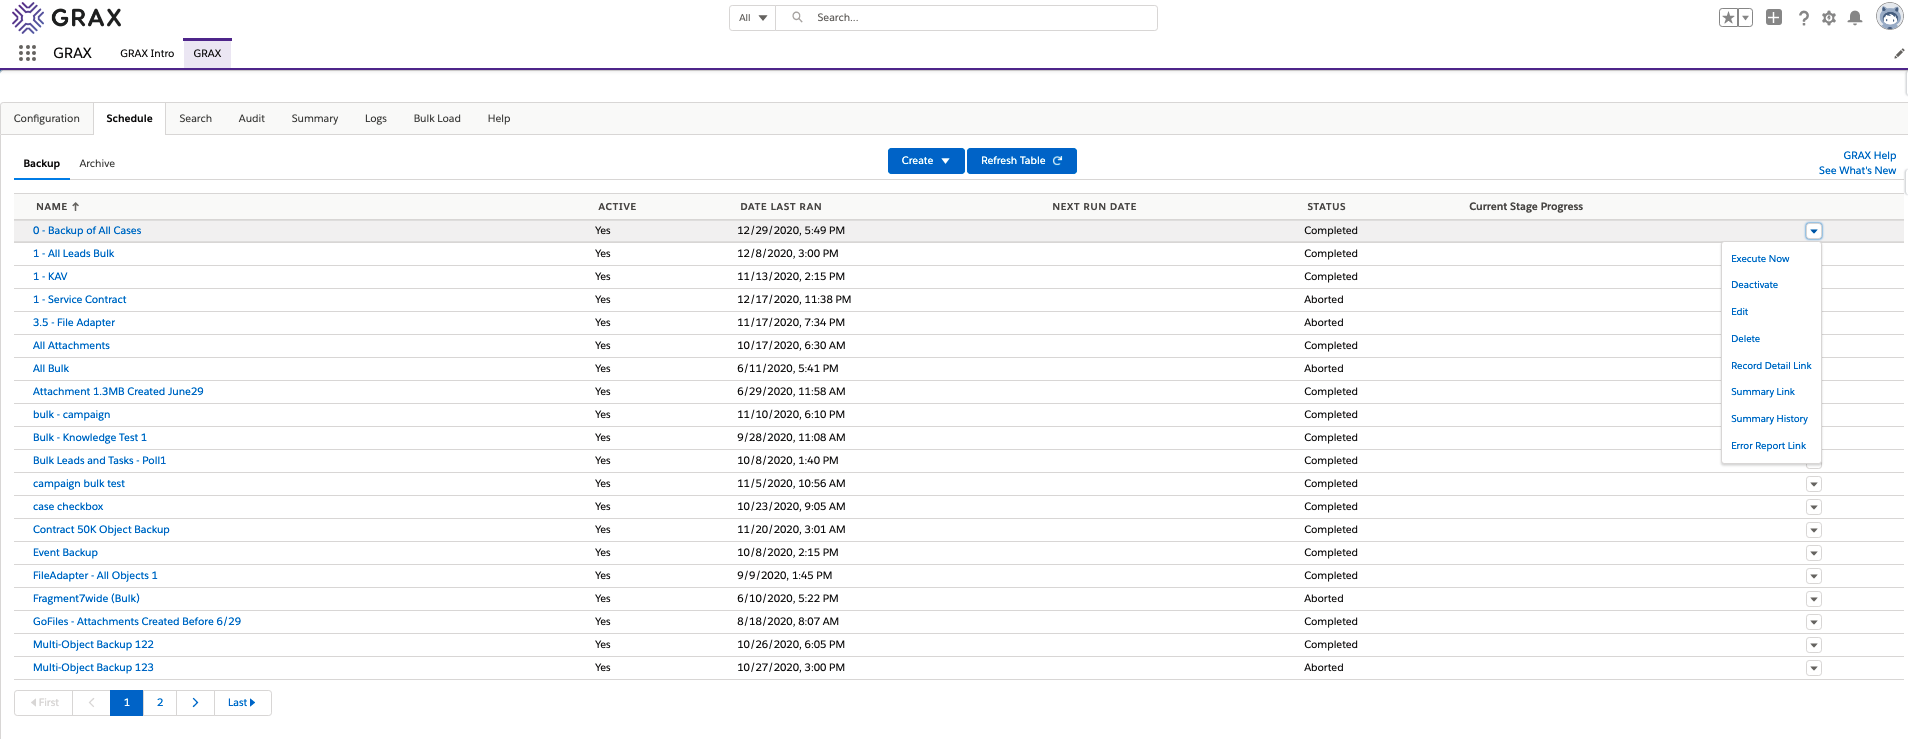 GRAX
All
Search...
GRAX
GRAX Intro
GRAX
Configuration
Schedule
Search
Audit
Summary
Logs
Bulk Load
Help
Backup
Archive
Create
Refresh Table
GRAX Help
See What's New
NAME ACTIVE DATE LAST RAN NEXT RUN DATE STATUS Current Stage Progress
0 - Backup of All Cases Yes 12/29/2020, 5:49 PM Completed
1 - All Leads Bulk Yes 12/8/2020, 3:00 PM Completed
1 - KAV Yes 11/13/2020, 2:15 PM Completed
1 - Service Contract Yes 12/17/2020, 11:38 PM Aborted
3.5 - File Adapter Yes 11/17/2020, 7:34 PM Aborted
All Attachments Yes 10/17/2020, 6:30 AM Completed
All Bulk Yes 6/11/2020, 5:41 PM Aborted
Attachment 1.3MB Created June29 Yes 6/29/2020, 11:58 AM Completed
bulk - campaign Yes 11/10/2020, 6:10 PM Completed
Bulk - Knowledge Test 1 Yes 9/28/2020, 11:08 AM Completed
Bulk Leads and Tasks - Poll1 Yes 10/8/2020, 1:40 PM Completed
campaign bulk test Yes 11/5/2020, 10:56 AM Completed
case checkbox Yes 10/23/2020, 9:05 AM Completed
Contract 50K Object Backup Yes 11/20/2020, 3:01 AM Completed
Event Backup Yes 10/8/2020, 2:15 PM Completed
FileAdapter - All Objects 1 Yes 9/9/2020, 1:45 PM Completed
Fragment7wide (Bulk) Yes 6/10/2020, 5:22 PM Aborted
GoFiles - Attachments Created Before 6/29 Yes 8/18/2020, 8:07 AM Completed
Multi-Object Backup 122 Yes 10/26/2020, 6:05 PM Completed
Multi-Object Backup 123 Yes 10/27/2020, 3:00 PM Aborted
Execute Now
Deactivate
Edit
Delete
Record Detail Link
Summary Link
Summary History
Error Report Link
First 1 2 Last